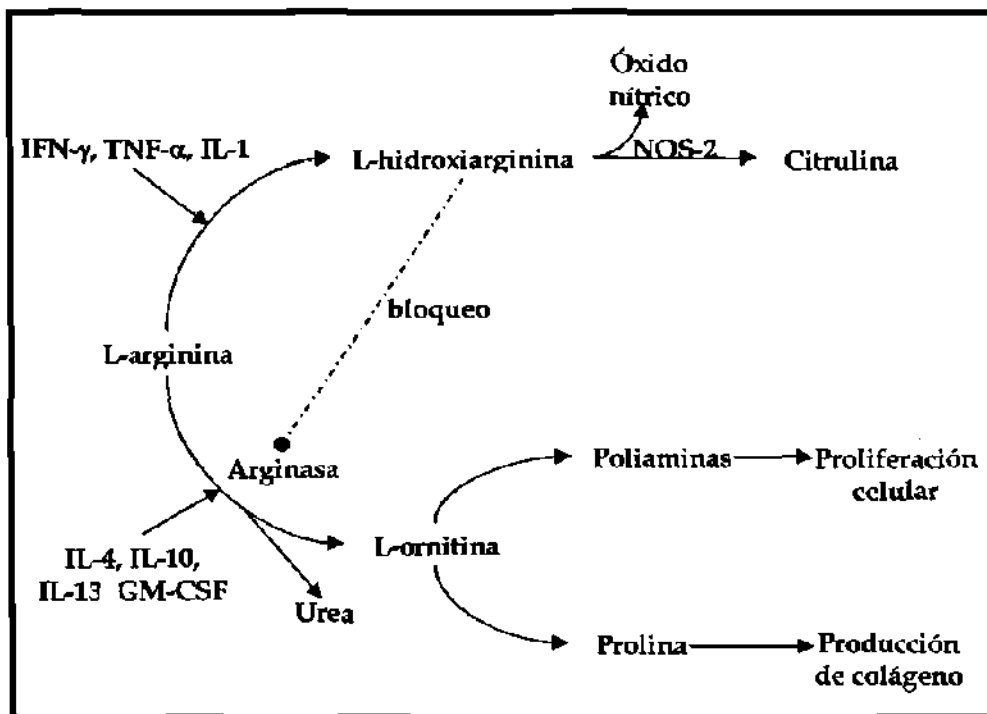 Óxido
nítrico
IFN-γ, TNF-α, IL-1
L-hidroxiarginina
NOS-2
Citrulina
bloqueo
L-arginina
Arginasa
Poliaminas
Proliferación
celular
IL-4, IL-10,
IL-13 GM-CSF
L-ornitina
Urea
Prolina
Producción
de colágeno